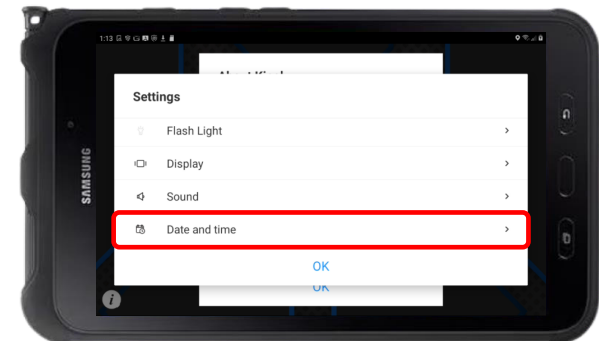 1:13
Settings
Flash Light
Display
Sound
Date and time
OK
OK
SAMSUNG